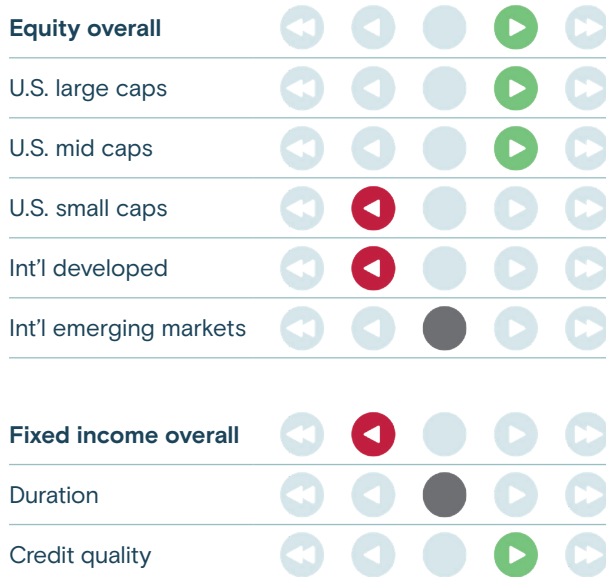 Equity overall
U.S. large caps
U.S. mid caps
U.S. small caps
Int'l developed
Int'l emerging markets
Fixed income overall
Duration
Credit quality